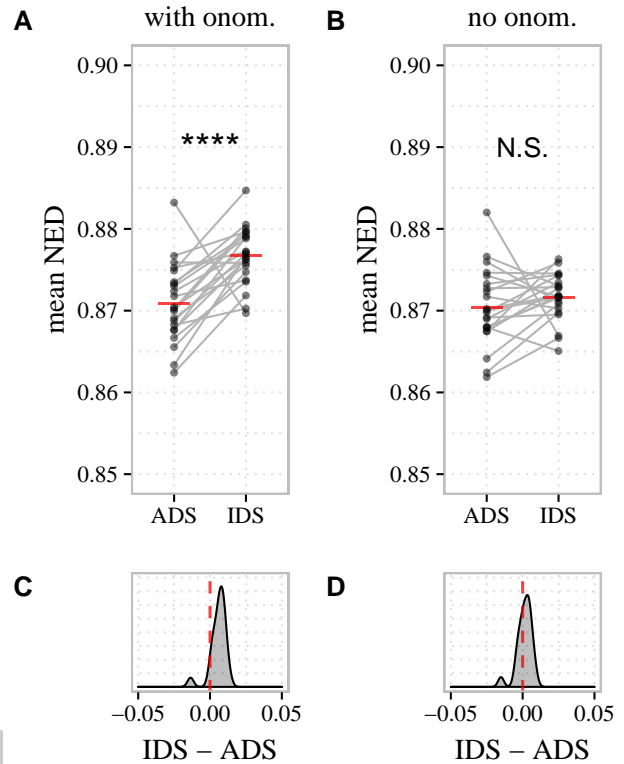 A
with onom.
mean NED
0.90
0.89
0.88
0.87
0.86
0.85
****
ADS IDS
B
no onom.
mean NED
0.90
0.89
0.88
0.87
0.86
0.85
N.S.
ADS IDS
C
−0.05 0.00 0.05
IDS − ADS
D
−0.05 0.00 0.05
IDS − ADS